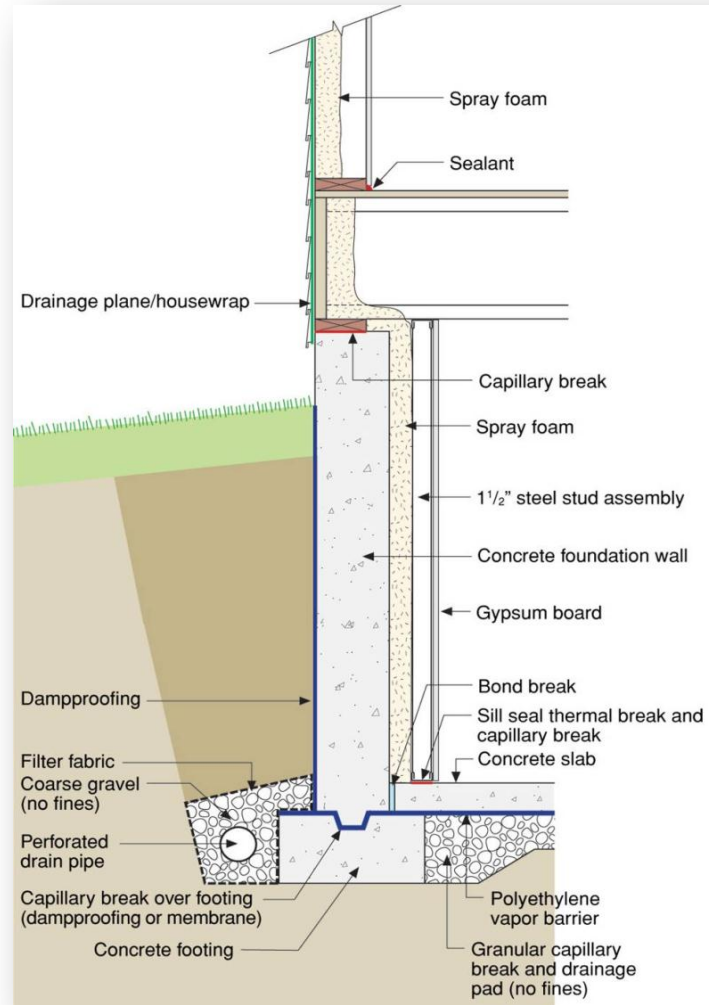 Spray foam
Sealant
Drainage plane/housewrap
Capillary break
Spray foam
1 1/2" steel stud assembly
Concrete foundation wall
Gypsum board
Bond break
Dampproofing
Sill seal thermal break and
capillary break
Concrete slab
Filter fabric
Coarse gravel
(no fines)
Perforated
drain pipe
Capillary break over footing
(dampproofing or membrane)
Concrete footing
Polyethylene
vapor barrier
Granular capillary
break and drainage
pad (no fines)